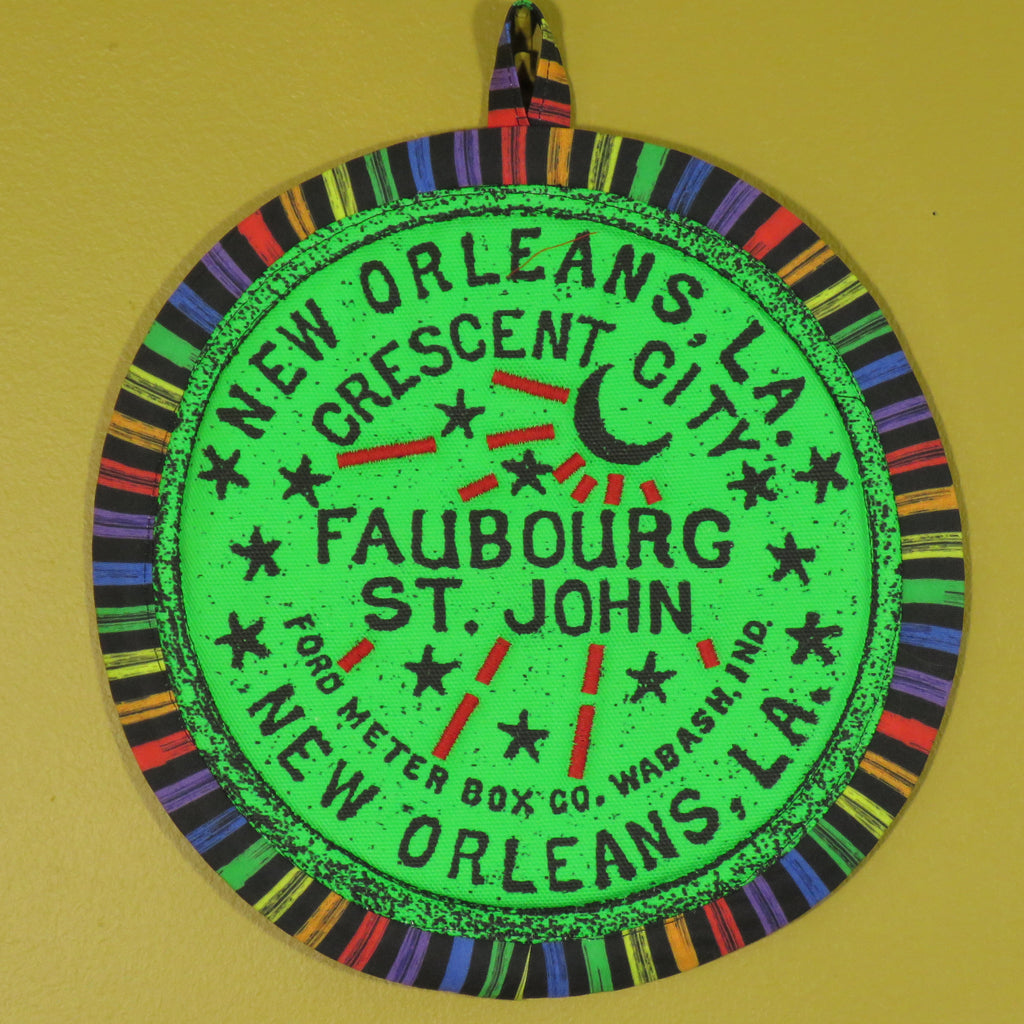 NEW ORLEANS, LA.
CRESCENT CITY
FAUBOURG
ST. JOHN
FORD METER BOX CO. WABASH, IND.
NEW ORLEANS, LA.